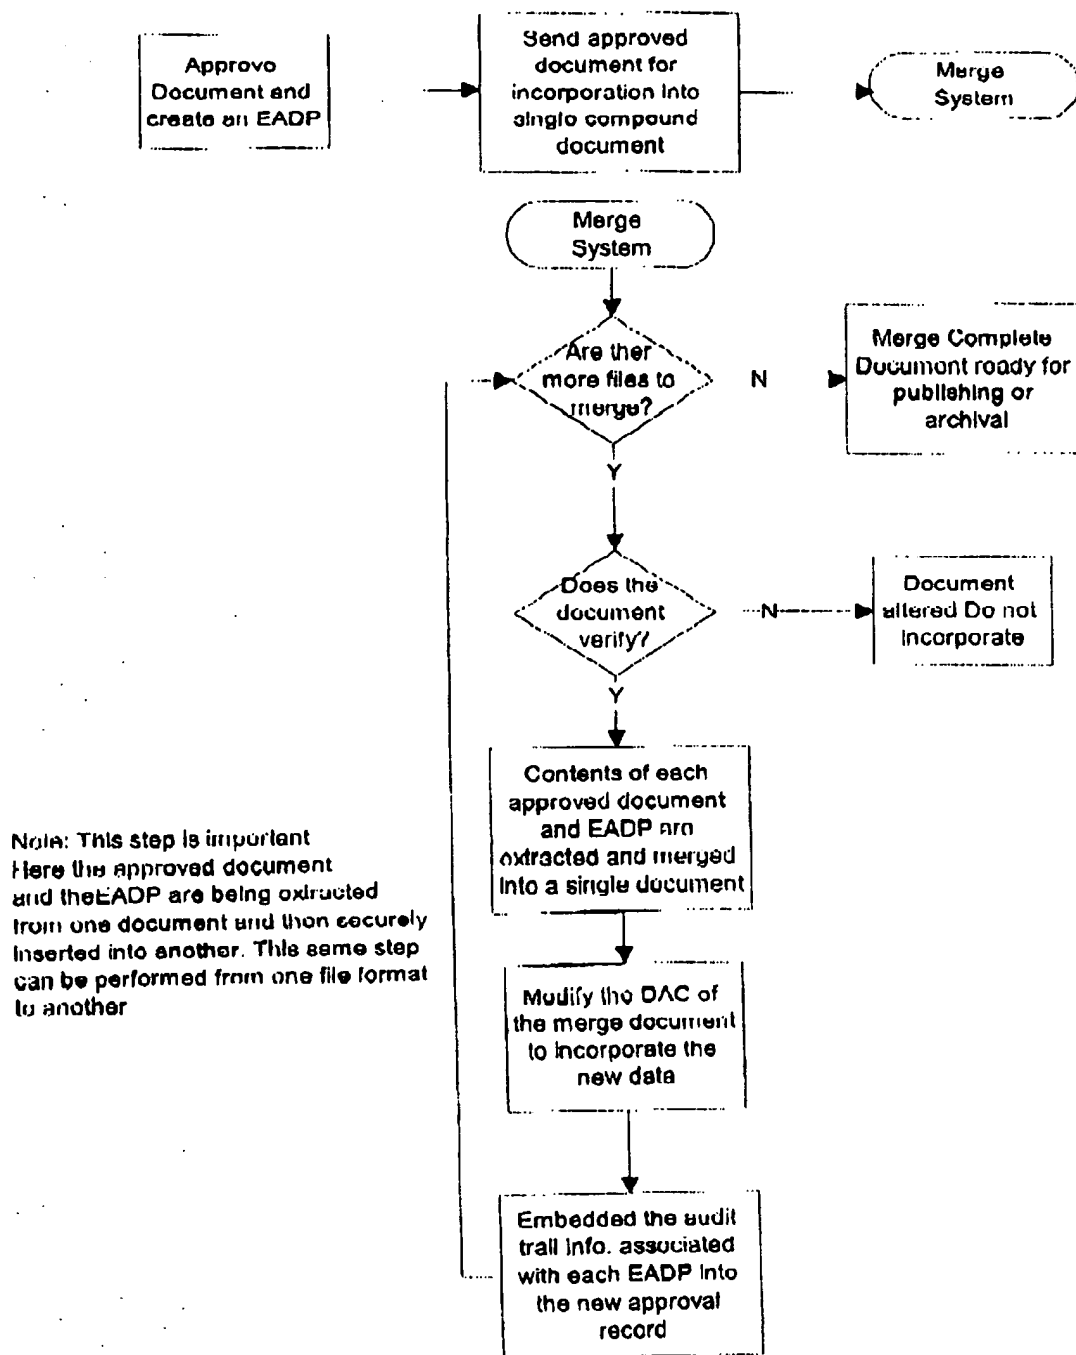 Approvo
Document and
create an EADP
Send approved
document for
incorporation into
single compound
document
Merge
System
Merge
System
Are ther
more files to
merge?
N
Merge Complete
Document ready for
publishing or
archival
Y
Does the
document
verify?
N
Document
altered Do not
Incorporate
Y
Contents of each
approved document
and EADP are
extracted and merged
into a single document
Note: This step is important
Here the approved document
and theEADP are being extracted
from one document and then securely
inserted into another. This same step
can be performed from one file format
to another
Modify the DAC of
the merge document
to incorporate the
new data
Embedded the audit
trail info. associated
with each EADP into
the new approval
record